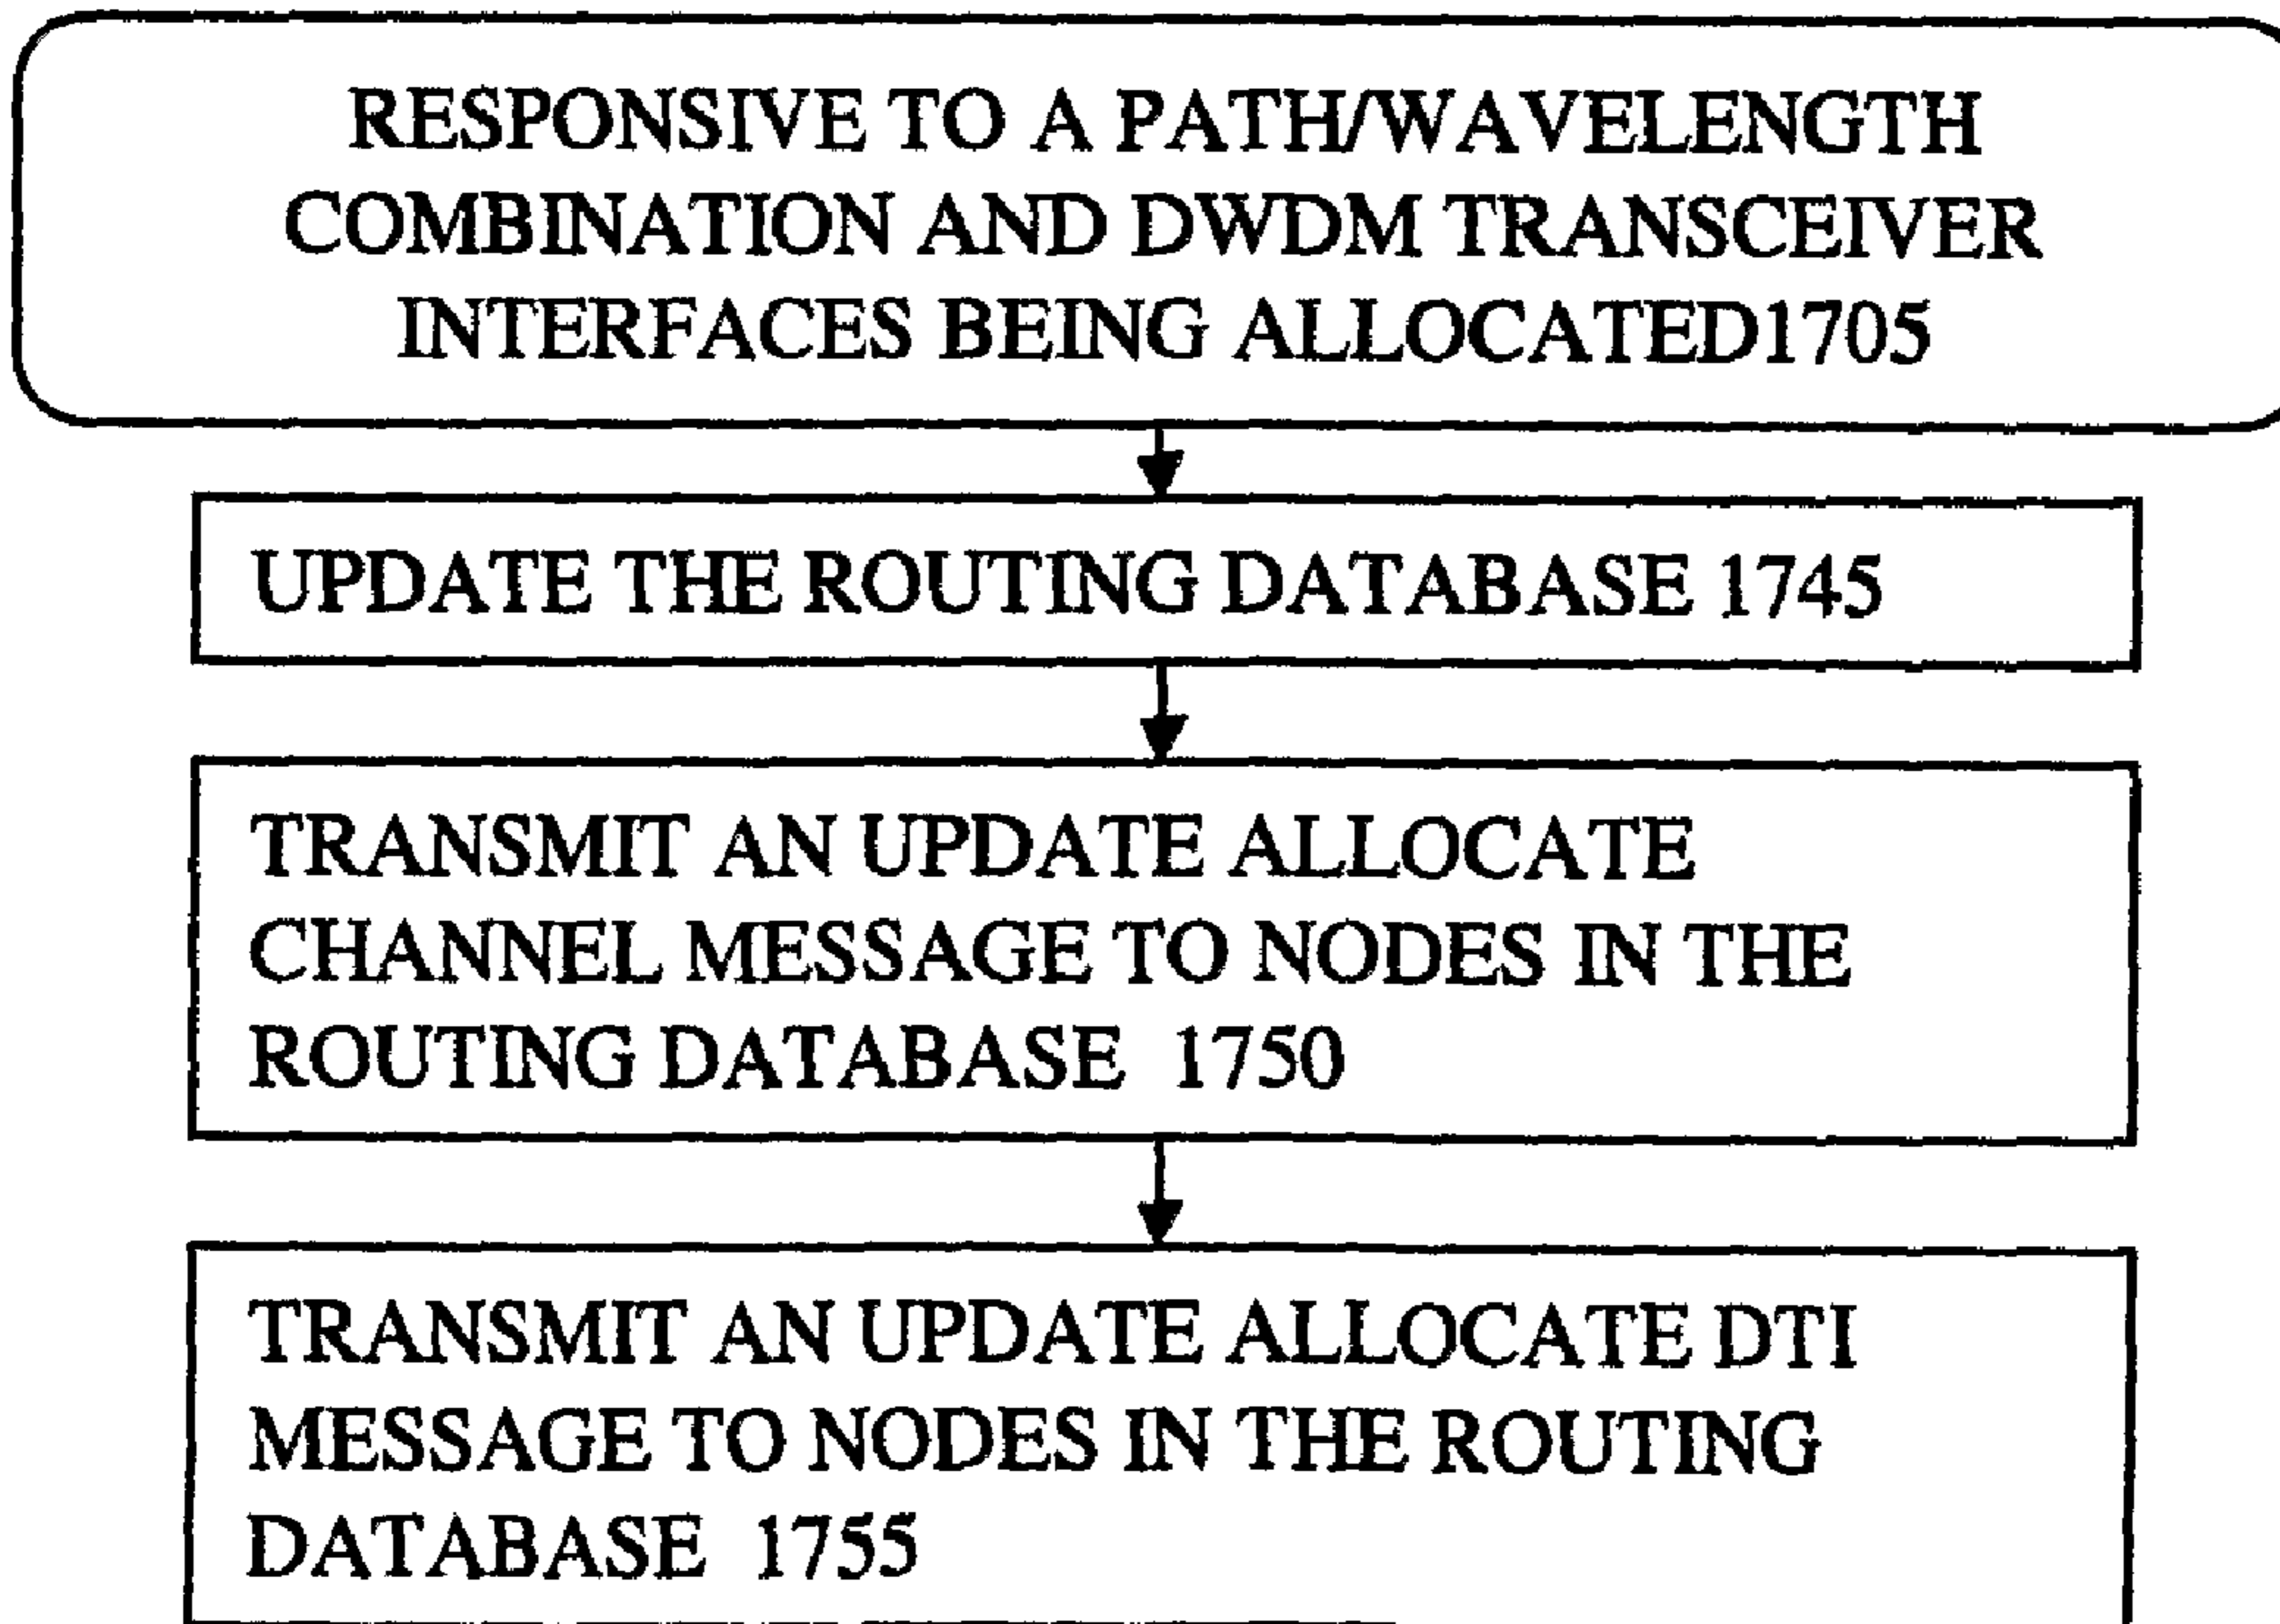 RESPONSIVE TO A PATH/WAVELENGTH
COMBINATION AND DWDM TRANSCEIVER
INTERFACES BEING ALLOCATED1705
UPDATE THE ROUTING DATABASE 1745
TRANSMIT AN UPDATE ALLOCATE
CHANNEL MESSAGE TO NODES IN THE
ROUTING DATABASE 1750
TRANSMIT AN UPDATE ALLOCATE DTI
MESSAGE TO NODES IN THE ROUTING
DATABASE 1755